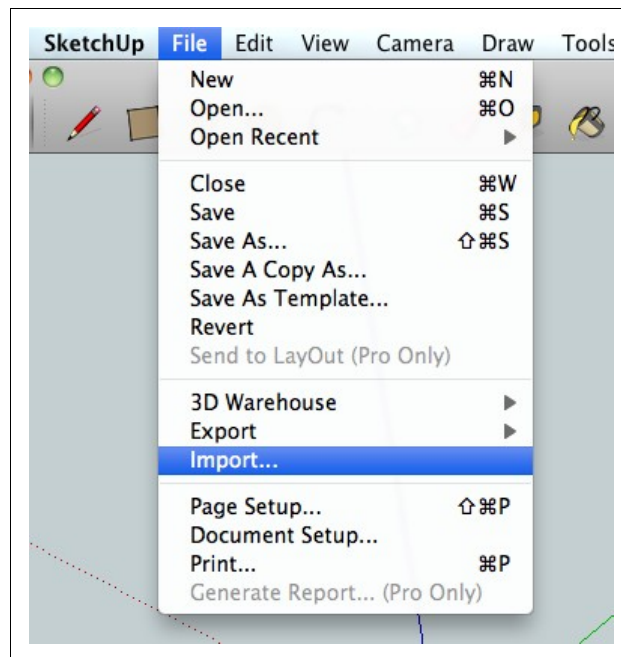 SketchUp File Edit View Camera Draw Tools
New ⌘N
Open... ⌘O
Open Recent ▶
Close ⌘W
Save ⌘S
Save As... ⇧⌘S
Save A Copy As...
Save As Template...
Revert
Send to LayOut (Pro Only)
3D Warehouse ▶
Export ▶
Import...
Page Setup... ⇧⌘P
Document Setup...
Print... ⌘P
Generate Report... (Pro Only)